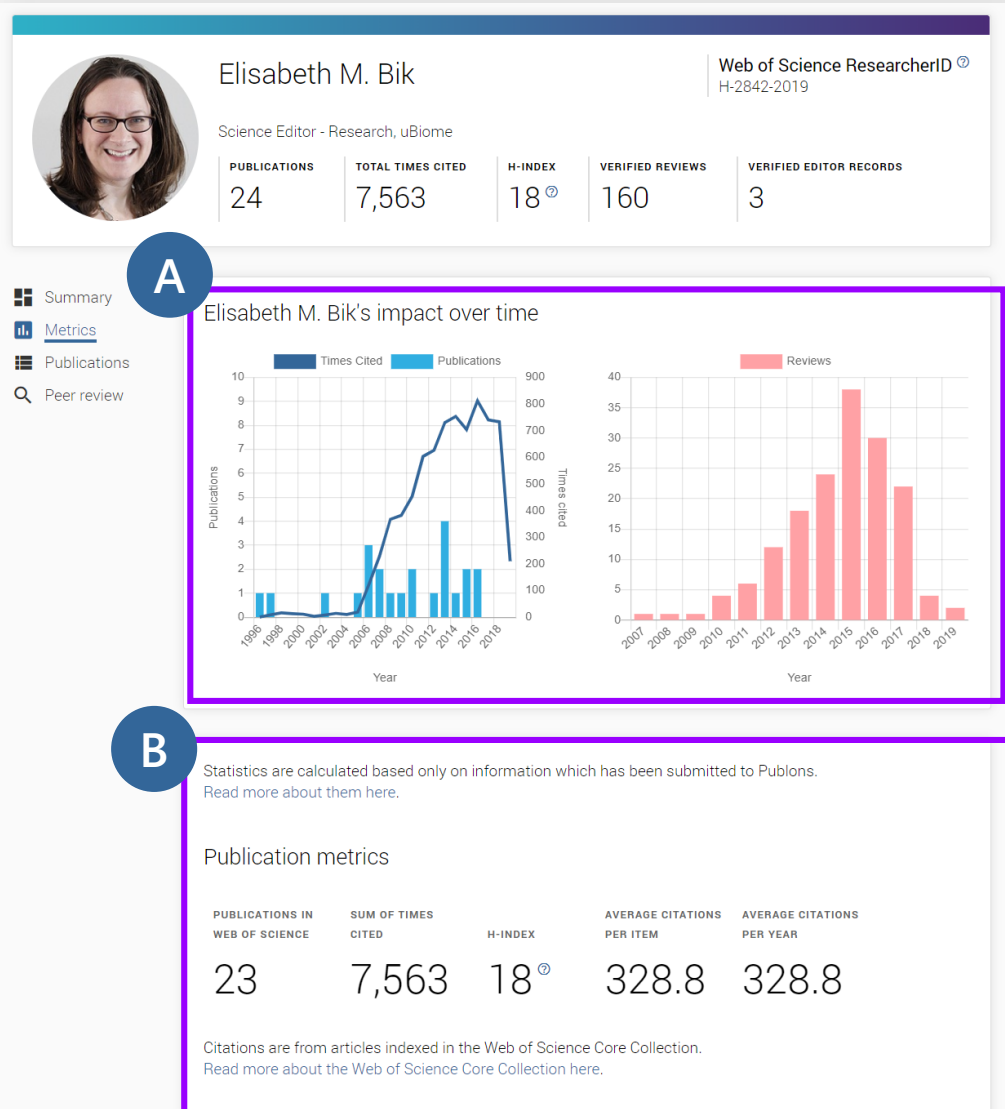 Elisabeth M. Bik
Web of Science ResearcherID ?
H-2842-2019
Science Editor - Research, uBiome
PUBLICATIONS TOTAL TIMES CITED H-INDEX VERIFIED REVIEWS VERIFIED EDITOR RECORDS
24 7,563 18 ? 160 3
A
Summary
Metrics
Publications
Peer review
Elisabeth M. Bik's impact over time
Times Cited Publications
10 9 8 7 6 5 4 3 2 1 0
Publications
900 800 700 600 500 400 300 200 100 0
Times cited
1996 1998 2000 2002 2004 2006 2008 2010 2012 2014 2016 2018
Year
Reviews
40 35 30 25 20 15 10 5 0
2007 2008 2009 2010 2011 2012 2013 2014 2015 2016 2017 2018 2019
Year
B
Statistics are calculated based only on information which has been submitted to Publons.
Read more about them here.
Publication metrics
PUBLICATIONS IN WEB OF SCIENCE
23
SUM OF TIMES CITED
7,563
H-INDEX
18 ?
AVERAGE CITATIONS PER ITEM
328.8
AVERAGE CITATIONS PER YEAR
328.8
Citations are from articles indexed in the Web of Science Core Collection.
Read more about the Web of Science Core Collection here.